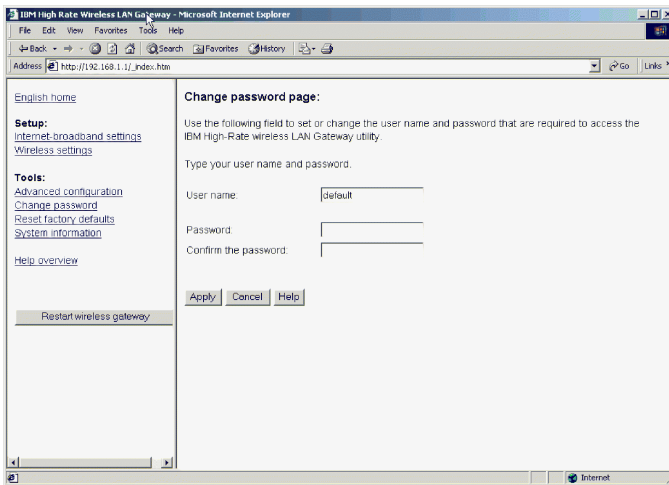 IBM High Rate Wireless LAN Gateway - Microsoft Internet Explorer
File Edit View Favorites Tools Help
Back Search Favorites History
Address http://192.168.1.1/_index.htm Go Links
English home
Setup:
Internet-broadband settings
Wireless settings
Tools:
Advanced configuration
Change password
Reset factory defaults
System information
Help overview
Restart wireless gateway
Change password page:
Use the following field to set or change the user name and password that are required to access the
IBM High-Rate wireless LAN Gateway utility.
Type your user name and password.
User name: default
Password:
Confirm the password:
Apply Cancel Help
Internet